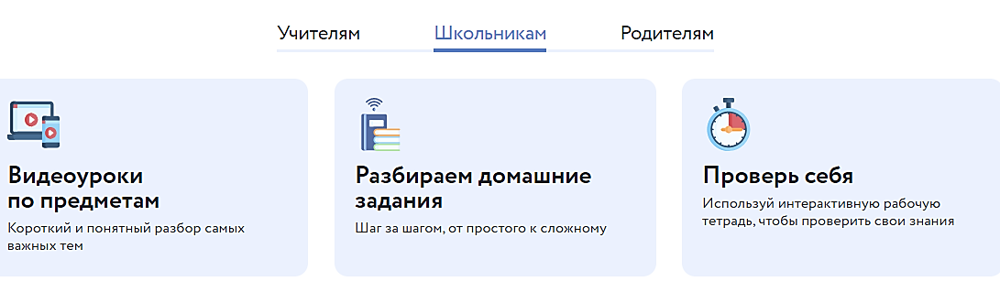 Учителям
Школьникам
Родителям
Видеоуроки
по предметам
Короткий и понятный разбор самых
важных тем
Разбираем домашние
задания
Шаг за шагом, от простого к сложному
Проверь себя
Используй интерактивную рабочую
тетрадь, чтобы проверить свои знания